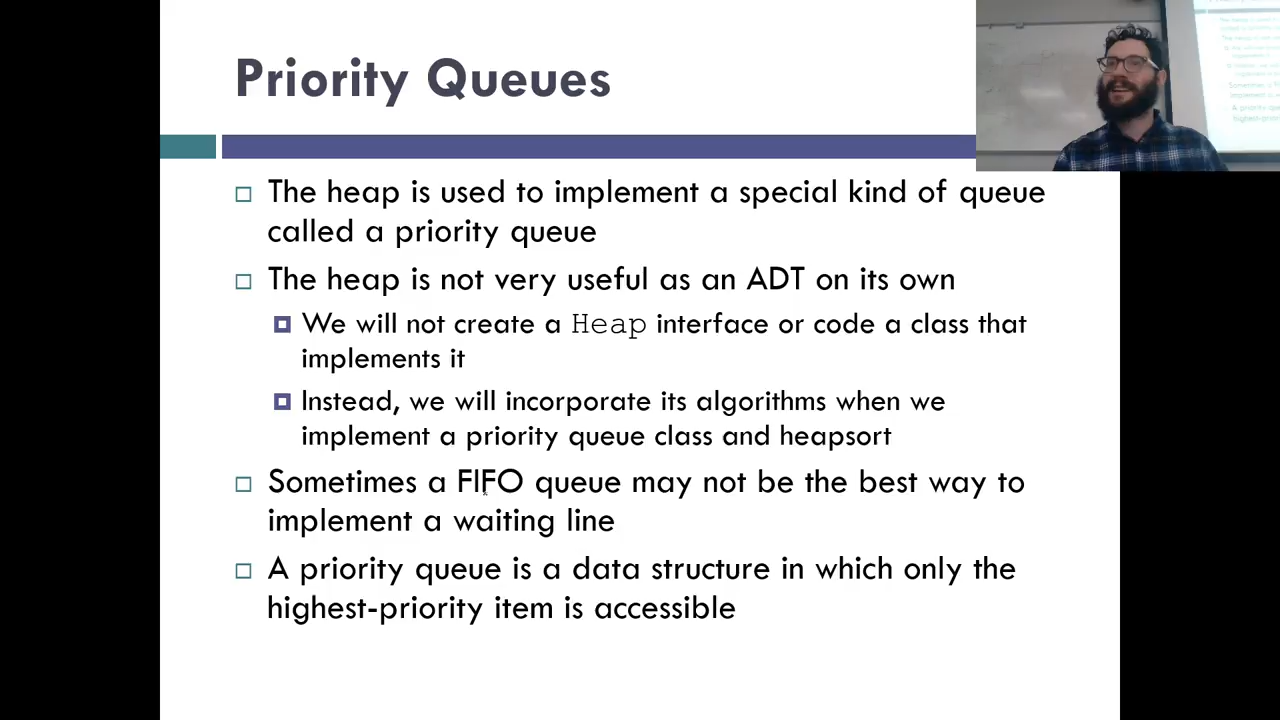 Priority Queues
The heap is used to implement a special kind of queue
called a priority queue
The heap is not very useful as an ADT on its own
We will not create a Heap interface or code a class that
implements it
Instead, we will incorporate its algorithms when we
implement a priority queue class and heapsort
Sometimes a FIFO queue may not be the best way to
implement a waiting line
A priority queue is a data structure in which only the
highest-priority item is accessible